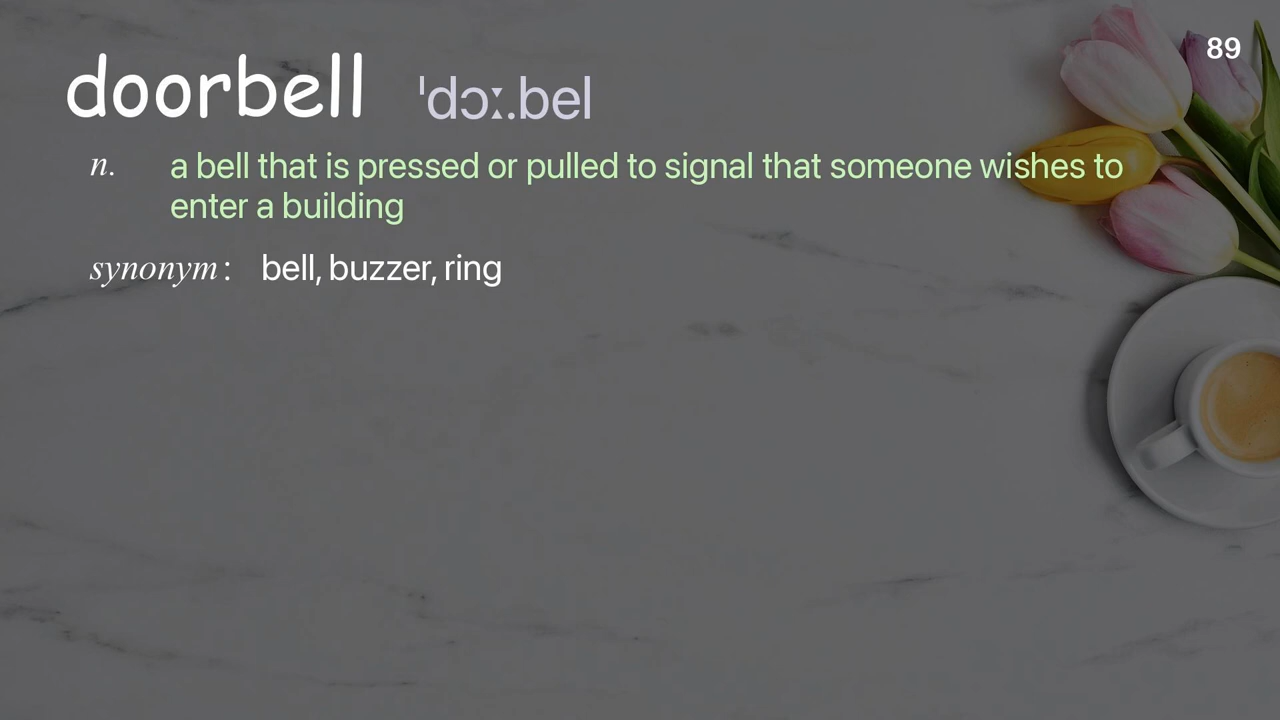 89
doorbell ˈdɔː.bel
n. a bell that is pressed or pulled to signal that someone wishes to
enter a building
synonym: bell, buzzer, ring